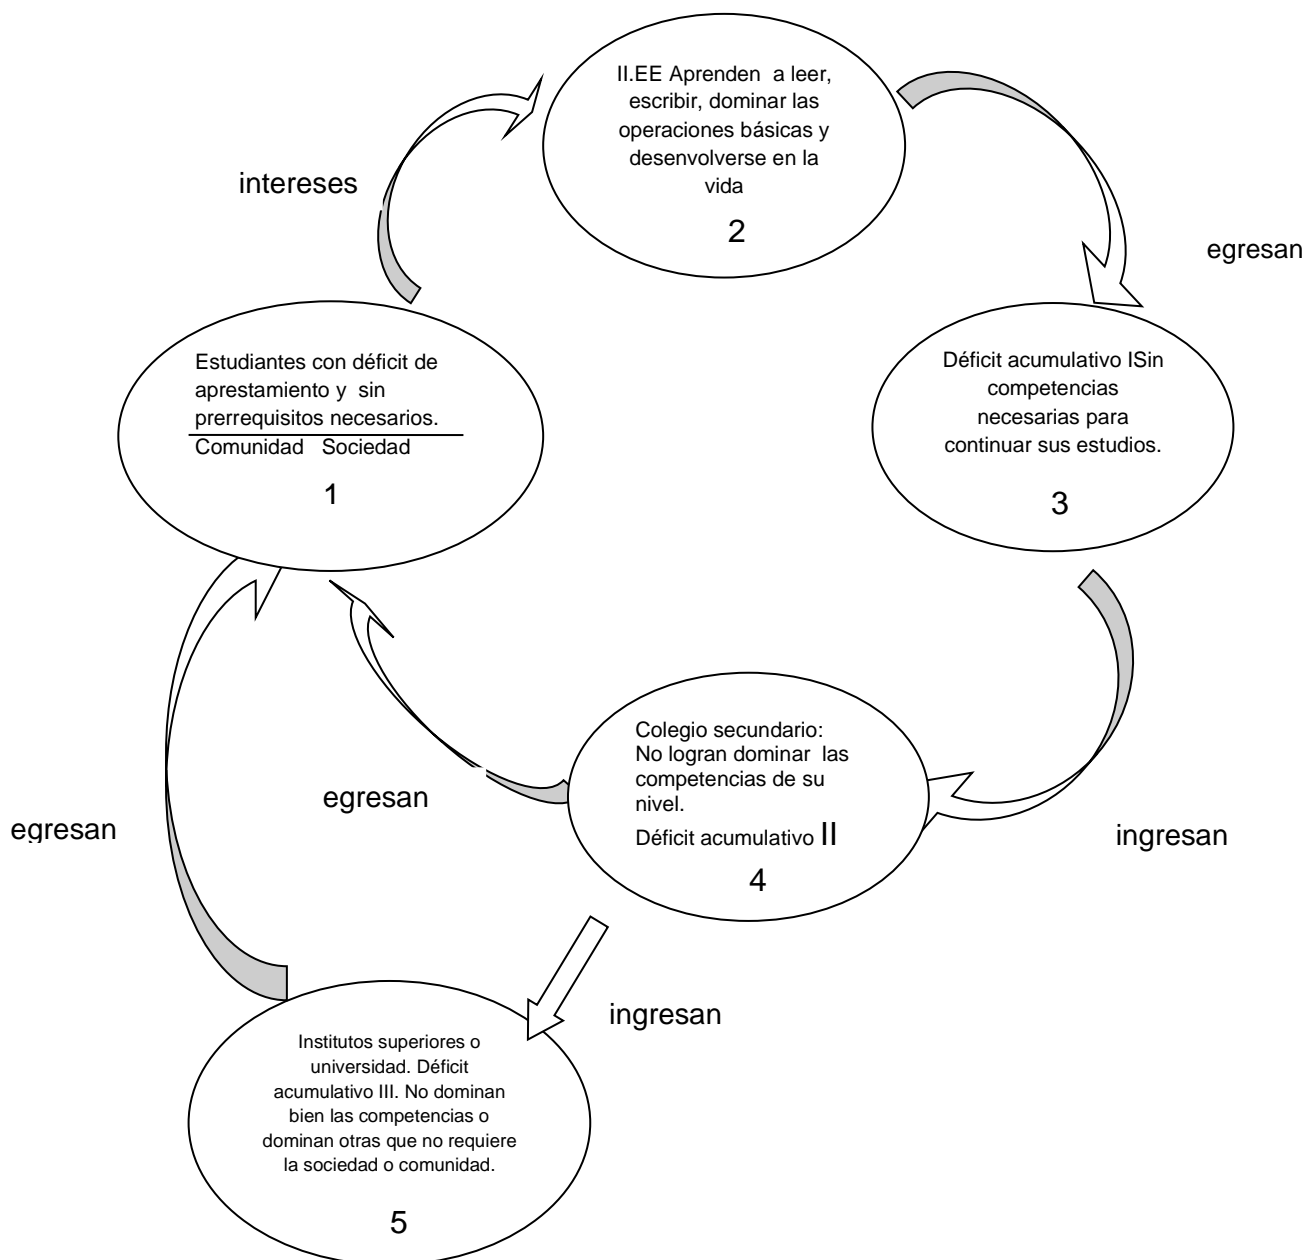 II.EE Aprenden a leer,
escribir, dominar las
operaciones básicas y
desenvolverse en la
vida
2
intereses
egresan
Estudiantes con déficit de
aprestamiento y sin
prerrequisitos necesarios.
Comunidad Sociedad
1
Déficit acumulativo ISin
competencias
necesarias para
continuar sus estudios.
3
Colegio secundario:
No logran dominar las
competencias de su
nivel.
Déficit acumulativo II
4
egresan
egresan
ingresan
ingresan
Institutos superiores o
universidad. Déficit
acumulativo III. No dominan
bien las competencias o
dominan otras que no requiere
la sociedad o comunidad.
5